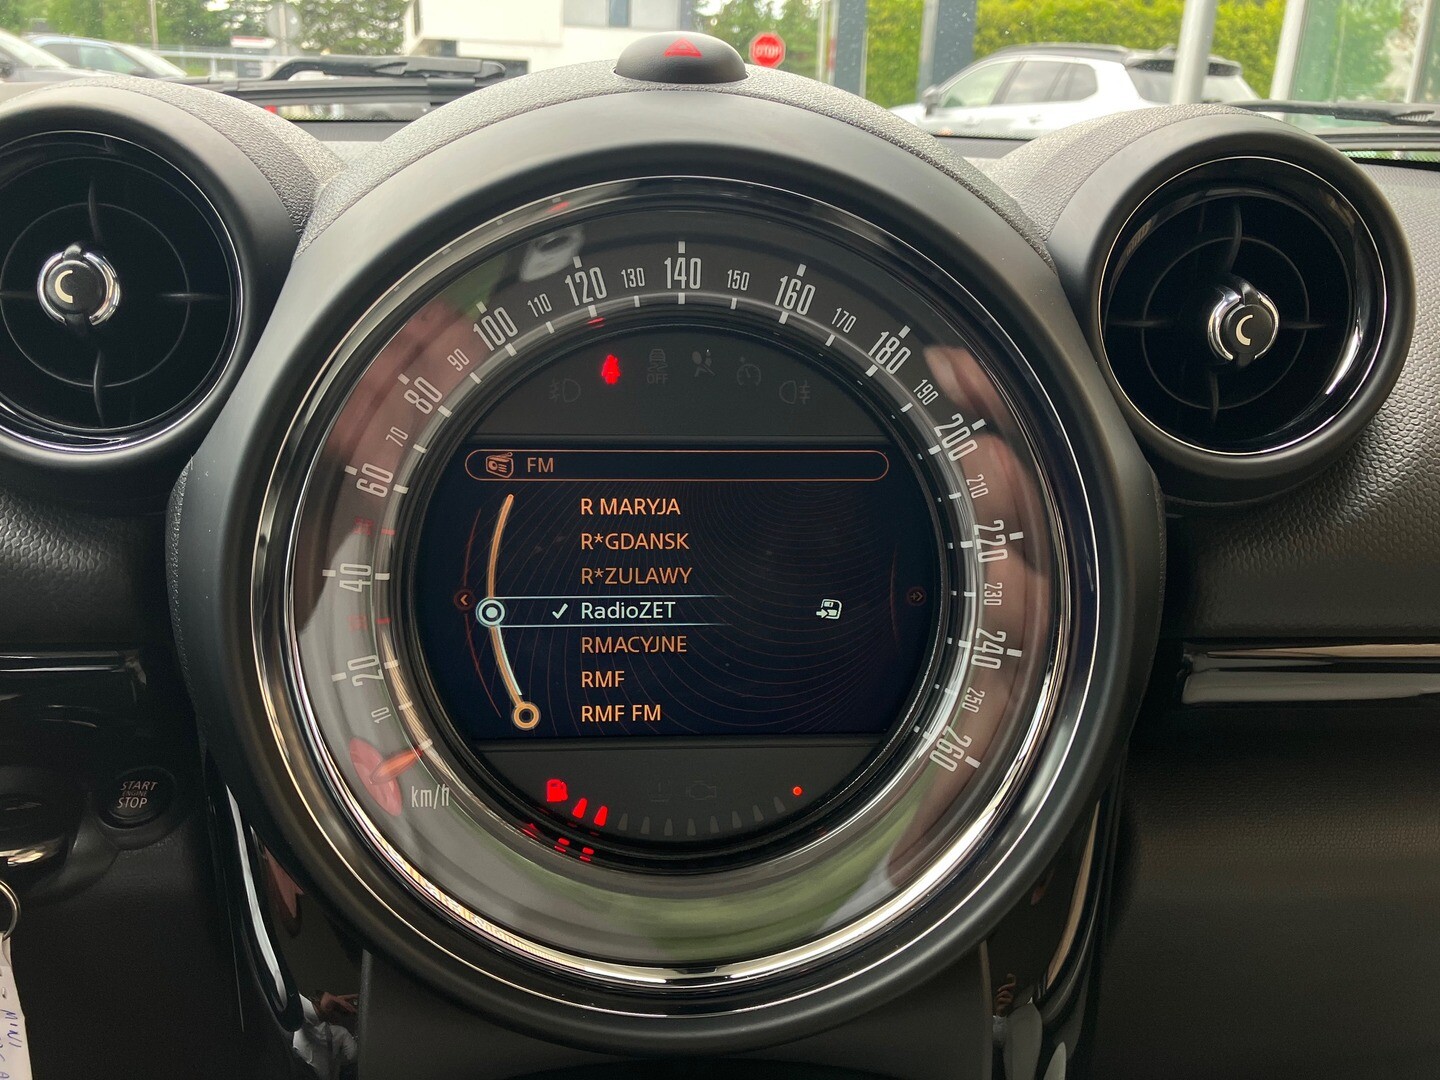 STOP
10
20
40
60
70
80
90
100
110
120
130
140
150
160
170
180
190
200
210
220
230
240
250
260
km/h
OFF
FM
R MARYJA
R*GDANSK
R*ZULAWY
✓ RadioZET
RMACYJNE
RMF
RMF FM
START
ENGINE
STOP
MINI